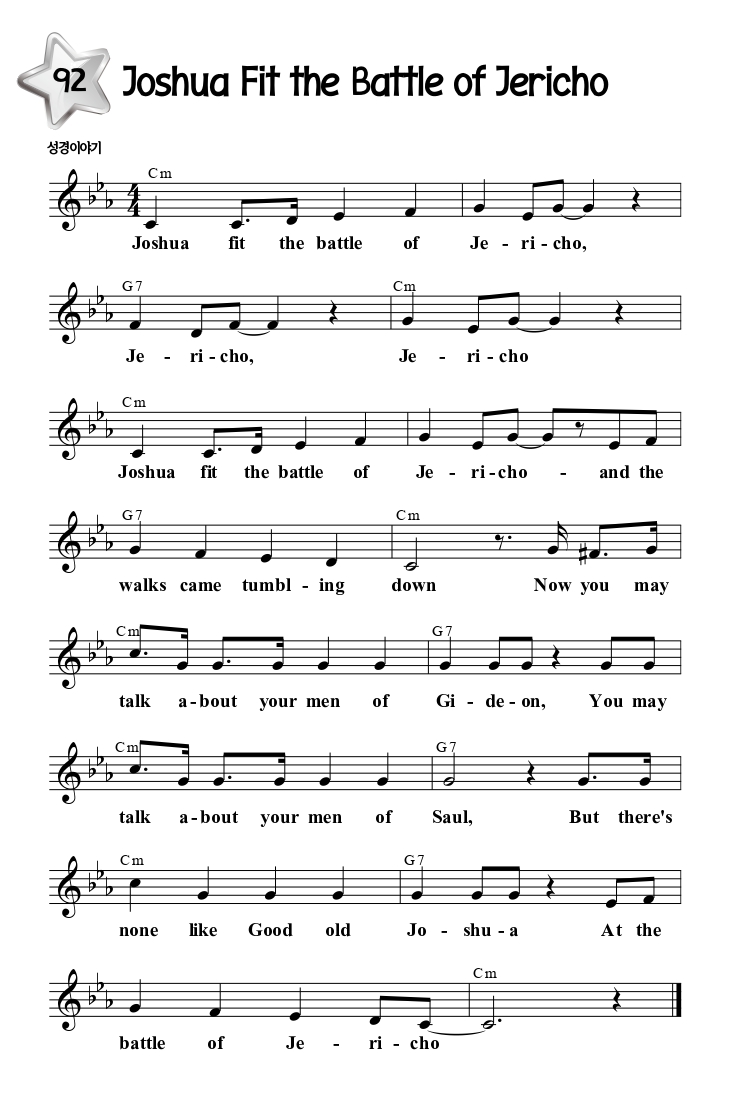 92 Joshua Fit the Battle of Jericho
성경이야기
Cm
Joshua fit the battle of Je - ri - cho,
G7 Cm
Je - ri - cho, Je - ri - cho
Cm
Joshua fit the battle of Je - ri - cho - and the
G7 Cm
walks came tumbl - ing down Now you may
Cm G7
talk a - bout your men of Gi - de - on, You may
Cm G7
talk a - bout your men of Saul, But there's
Cm G7
none like Good old Jo - shu - a At the
Cm
battle of Je - ri - cho